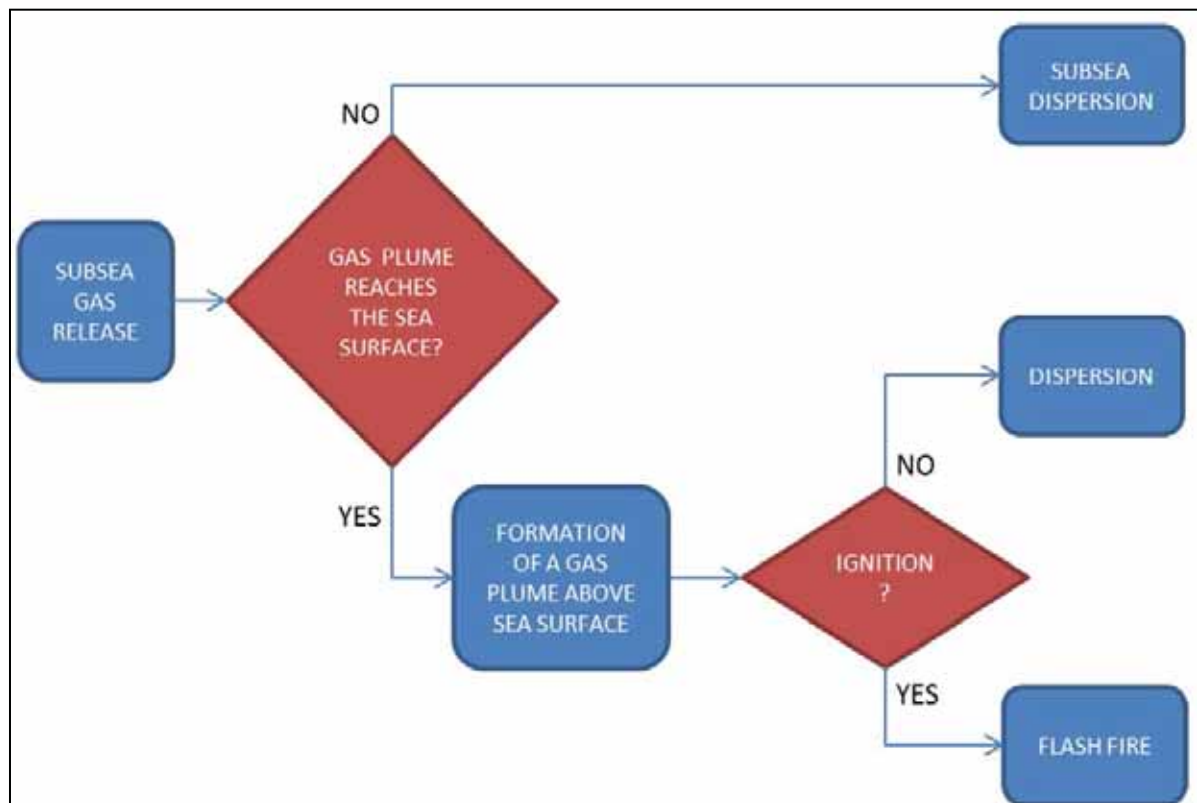 SUBSEA
DISPERSION
NO
SUBSEA
GAS
RELEASE
GAS PLUME
REACHES
THE SEA
SURFACE?
DISPERSION
NO
YES
FORMATION
OF A GAS
PLUME ABOVE
SEA SURFACE
IGNITION
?
YES
FLASH FIRE